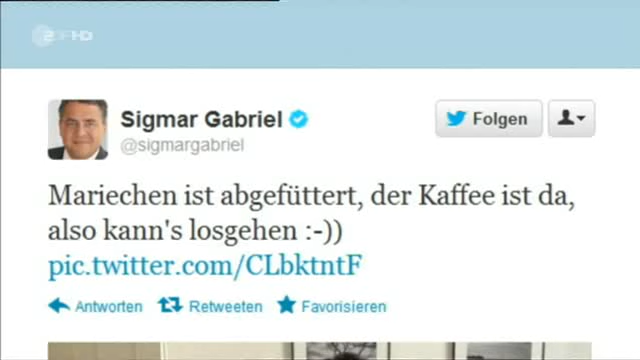 ZDF HD
Sigmar Gabriel
@sigmargabriel
Folgen
Mariechen ist abgefüttert, der Kaffee ist da,
also kann's losgehen :-))
pic.twitter.com/CLbktntF
Antworten Retweeten Favorisieren